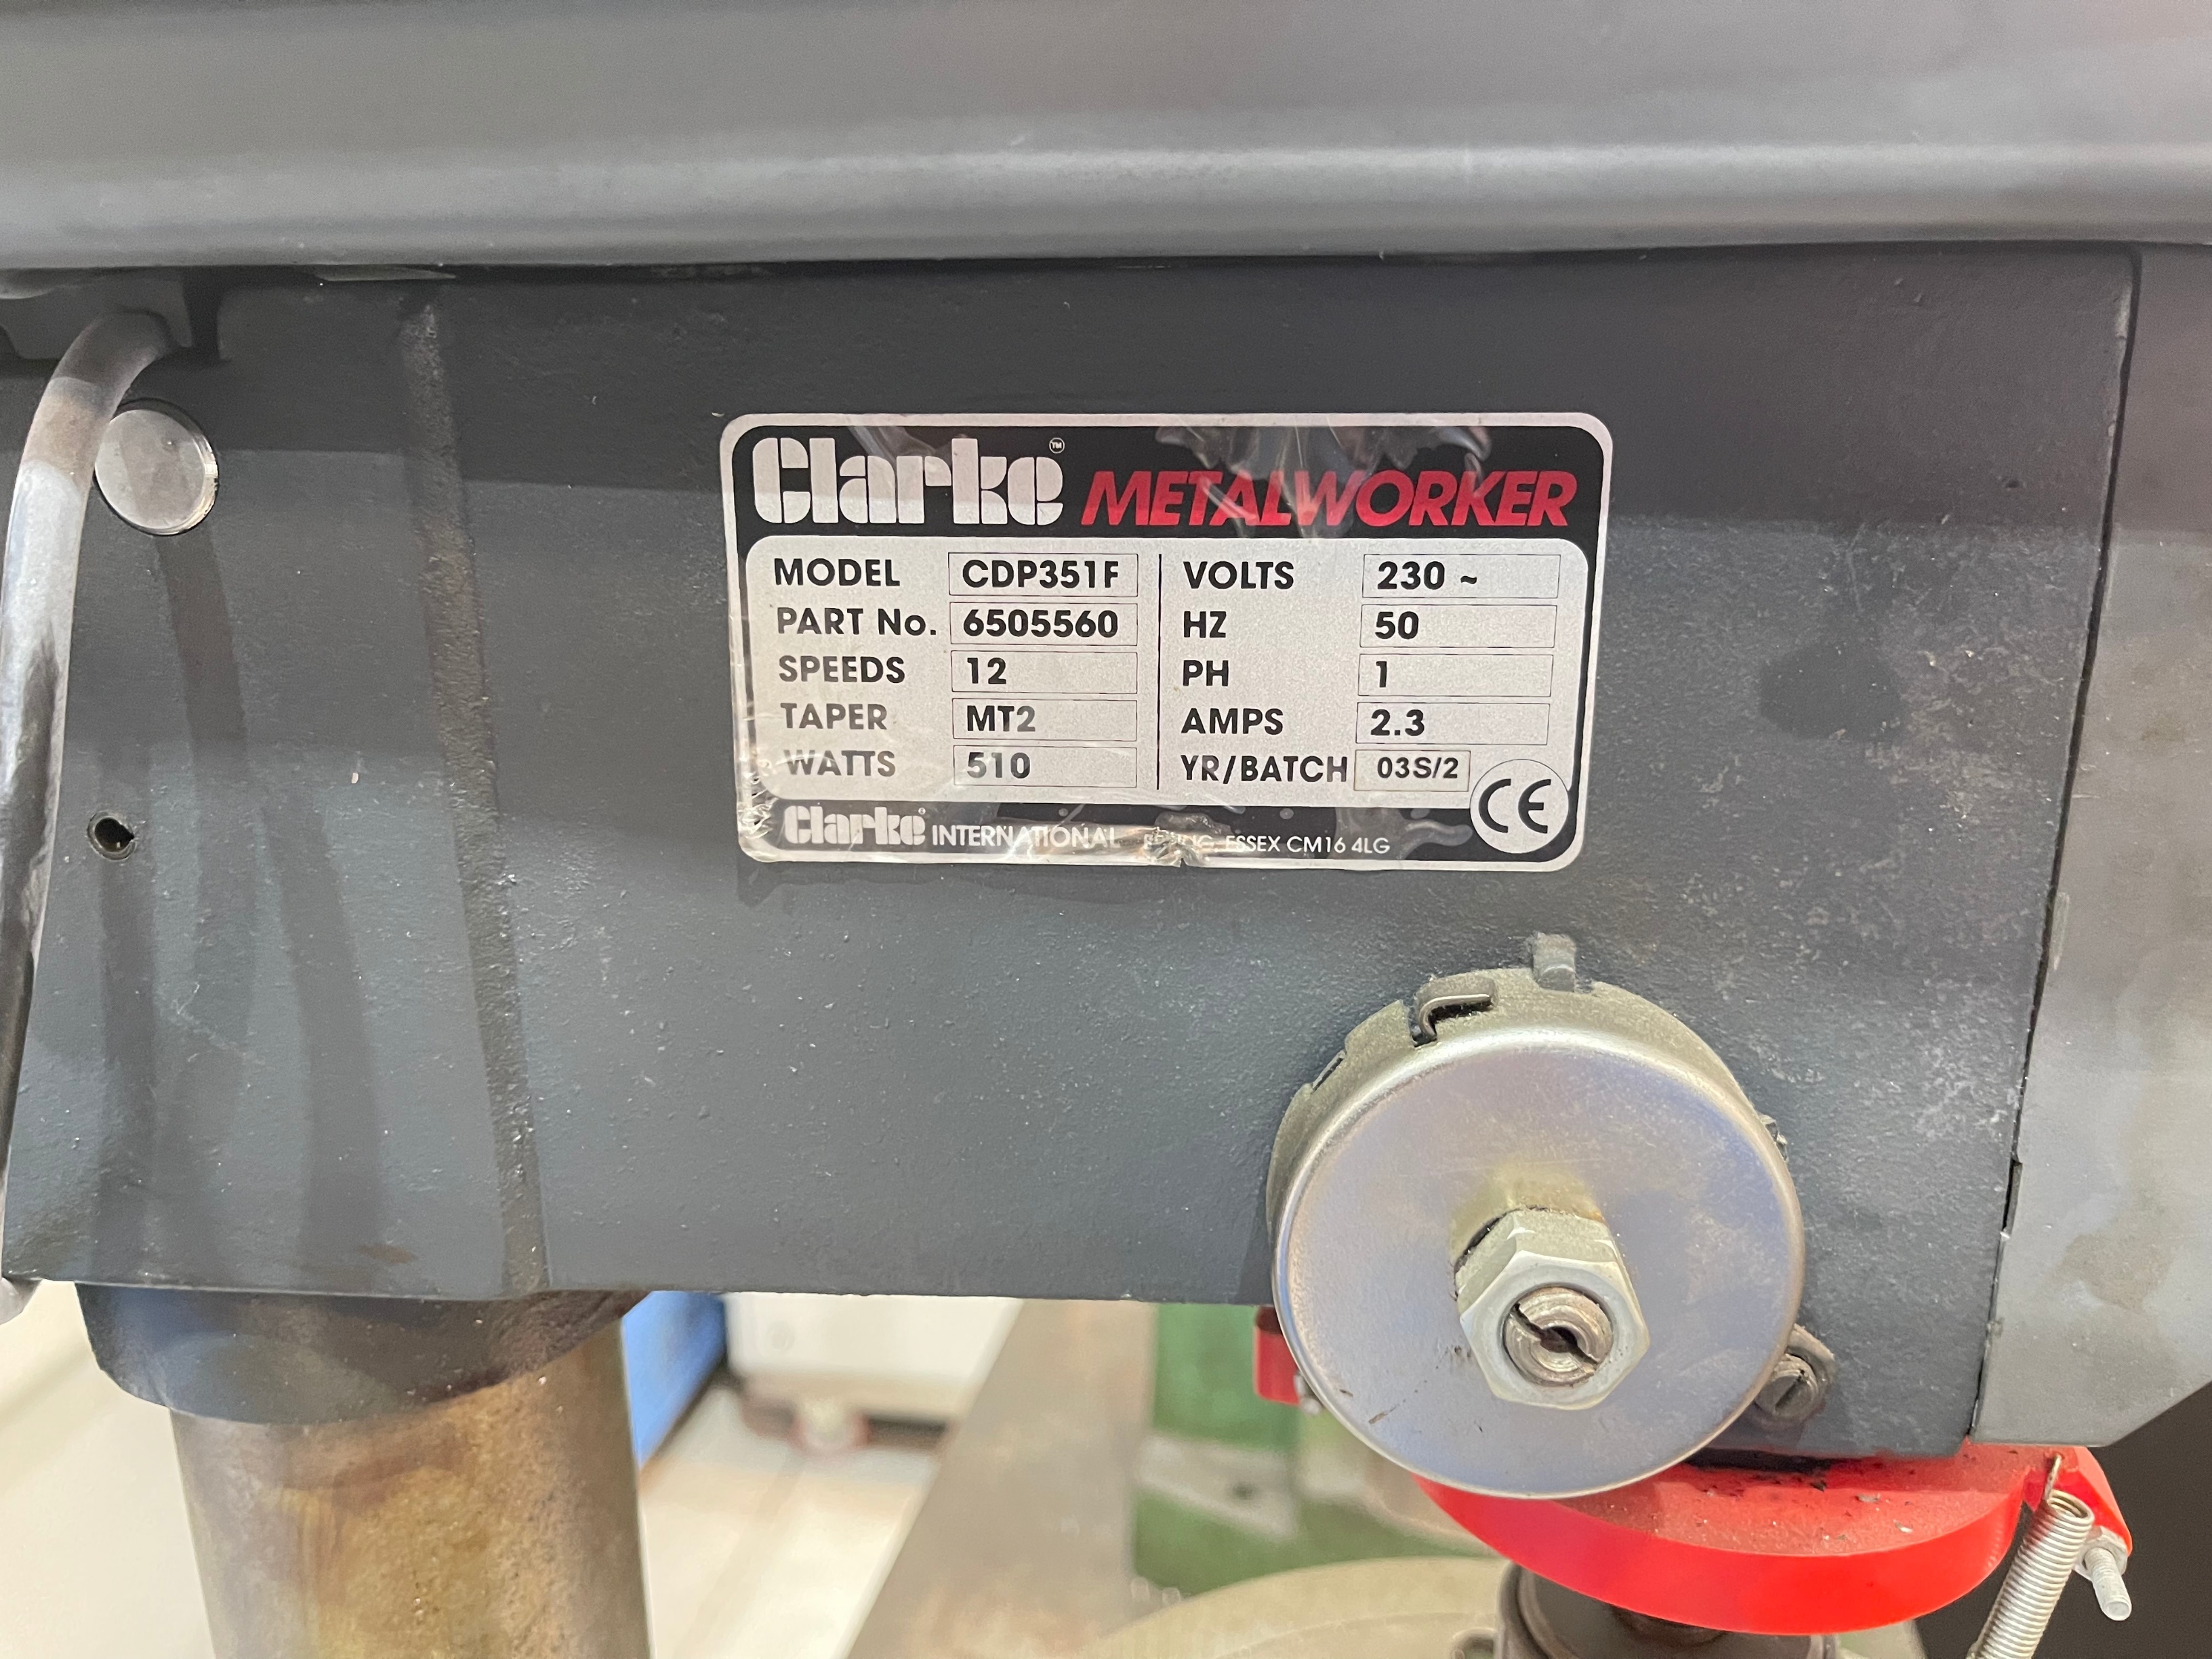 Clarke™ METALWORKER
MODEL CDP351F VOLTS 230 ~
PART No. 6505560 HZ 50
SPEEDS 12 PH 1
TAPER MT2 AMPS 2.3
WATTS 510 YR/BATCH 03S/2
CE
Clarke INTERNATIONAL ESSEX CM16 4LG